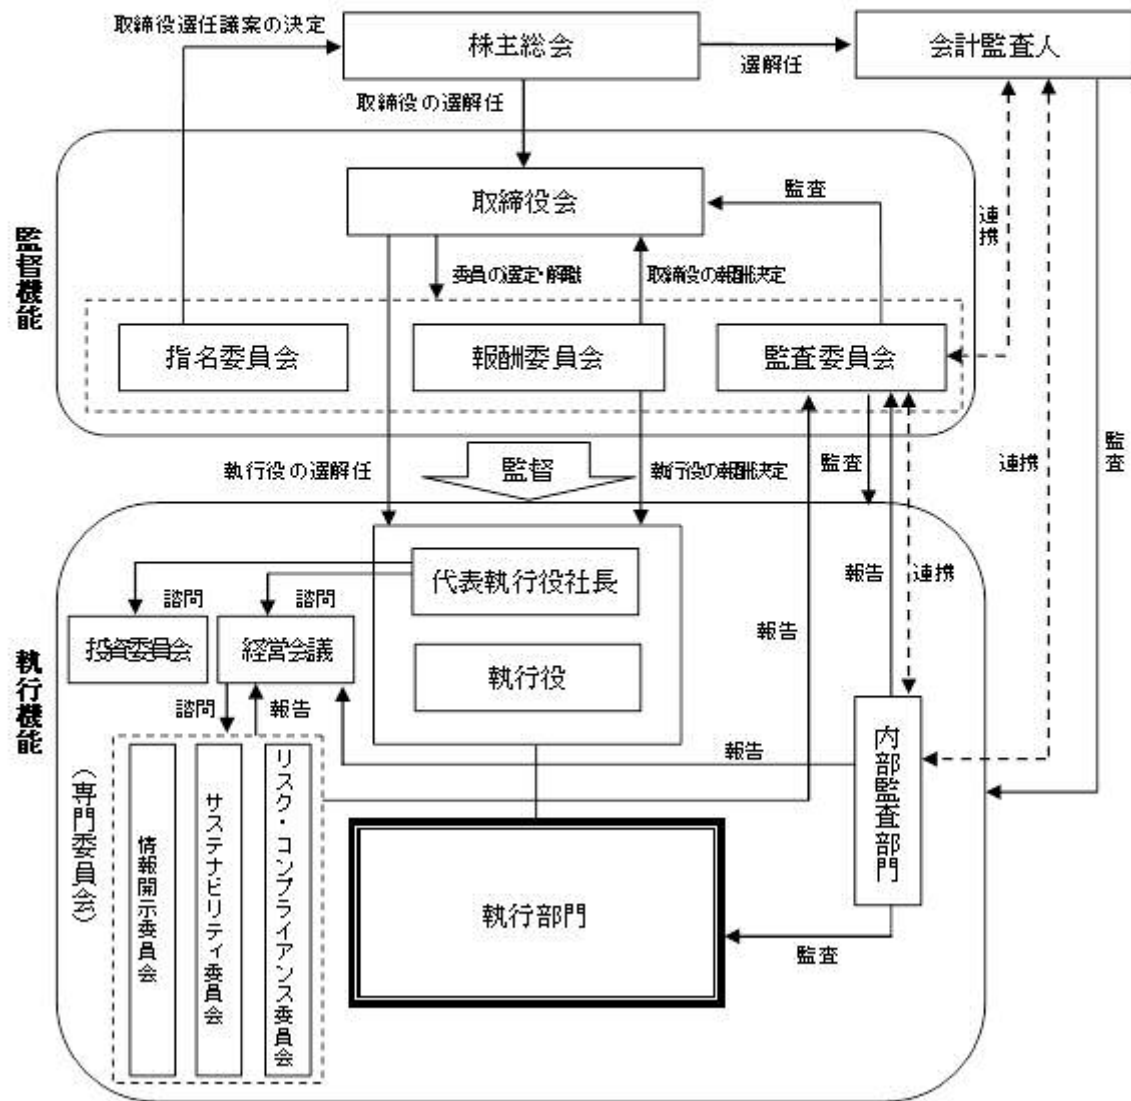 取締役選任議案の決定
株主総会
選解任
会計監査人
取締役の選解任
監督機能
取締役会
監査
連携
委員の選定・解職
取締役の報酬決定
指名委員会
報酬委員会
監査委員会
執行役の選解任
監督
執行役の報酬決定
監査
連携
監査
執行機能
代表執行役社長
諮問
諮問
報告
連携
投資委員会
経営会議
報告
執行役
諮問
報告
報告
内部監査部門
(専門委員会)
情報開示委員会
サステナビリティ委員会
リスク・コンプライアンス委員会
執行部門
監査